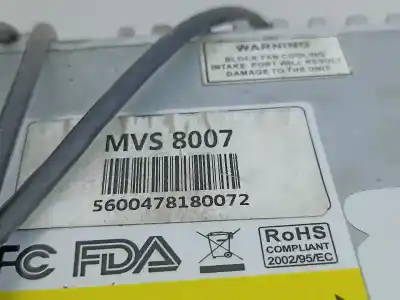 WARNING
BLOCK FAN COOLING
INTAKE PORT WILL RESULT
DAMAGE TO THE UNIT.
MVS 8007
5600478180072
FC FDA
RoHS
COMPLIANT
2002/95/EC